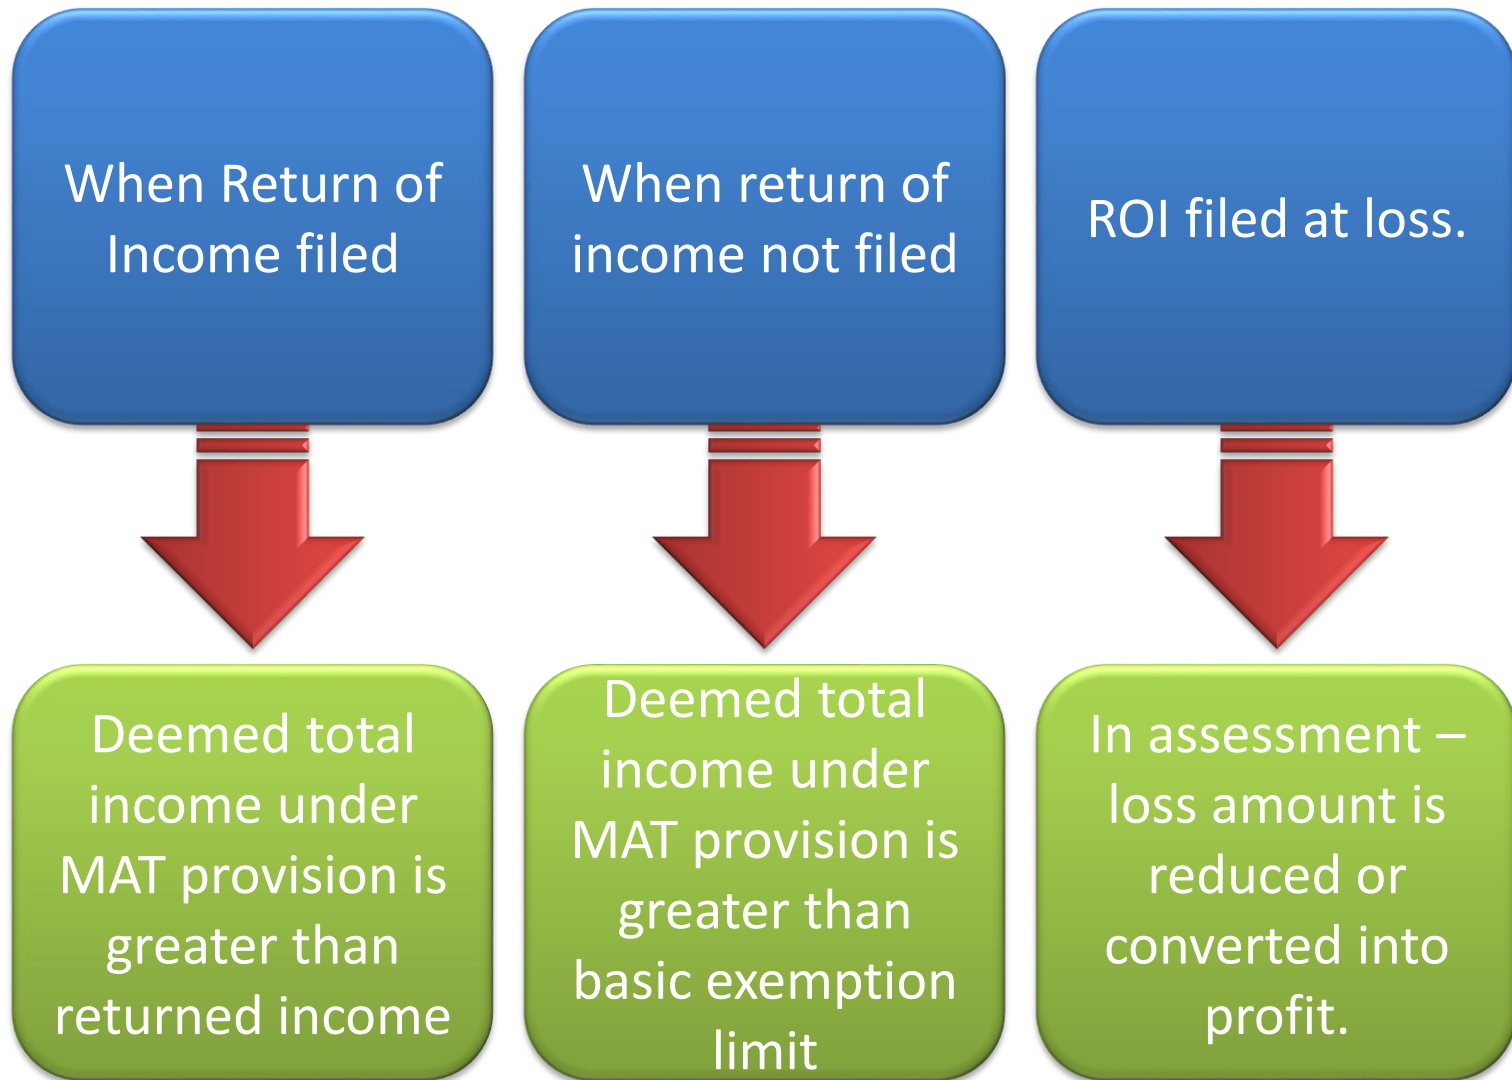 When Return of
Income filed
Deemed total
income under
MAT provision is
greater than
returned income
When return of
income not filed
Deemed total
income under
MAT provision is
greater than
basic exemption
limit
ROI filed at loss.
In assessment –
loss amount is
reduced or
converted into
profit.